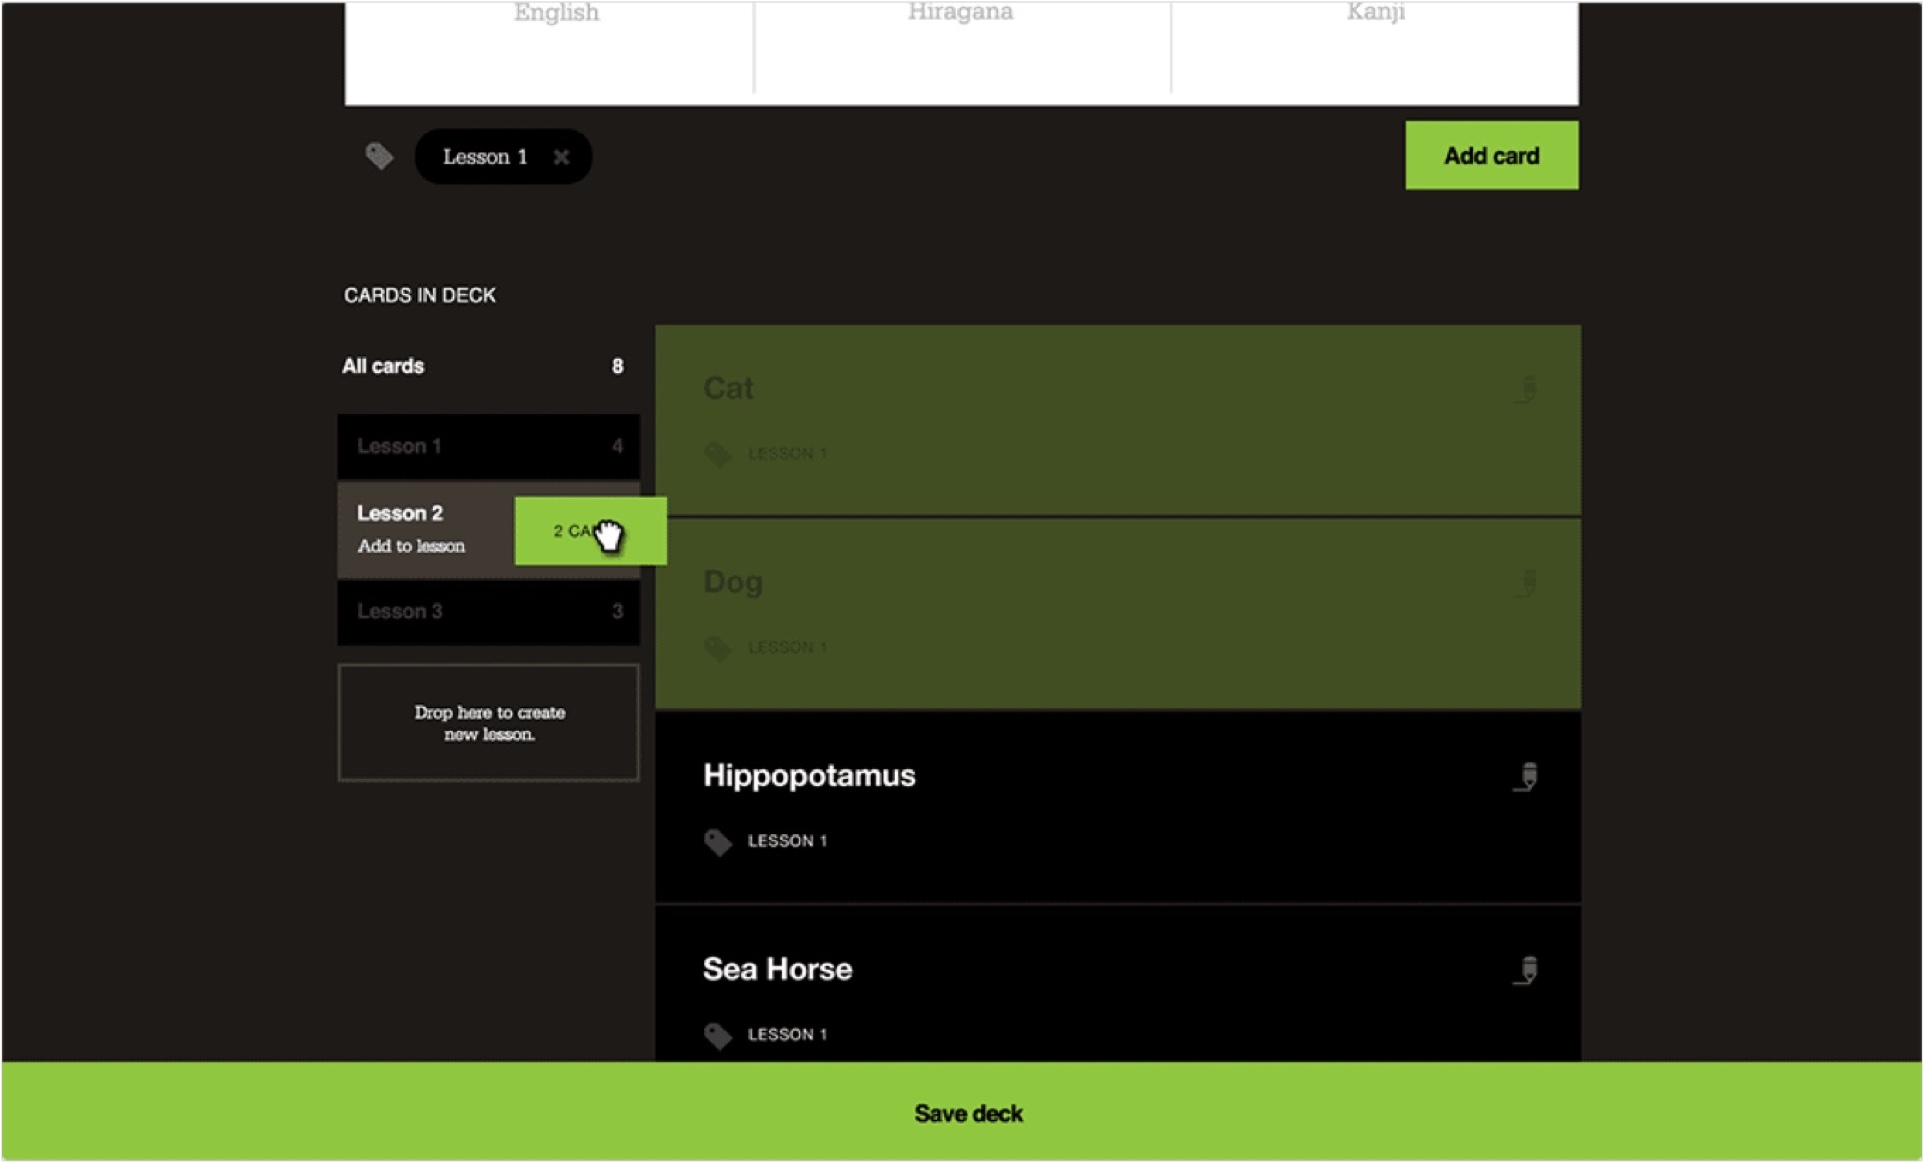 English Hiragana Kanji
Lesson 1
Add card
CARDS IN DECK
All cards 8
Lesson 1 4
Lesson 2
Add to lesson
2
Lesson 3 3
Drop here to create
new lesson.
Cat
LESSON 1
Dog
LESSON 1
Hippopotamus
LESSON 1
Sea Horse
LESSON 1
Save deck